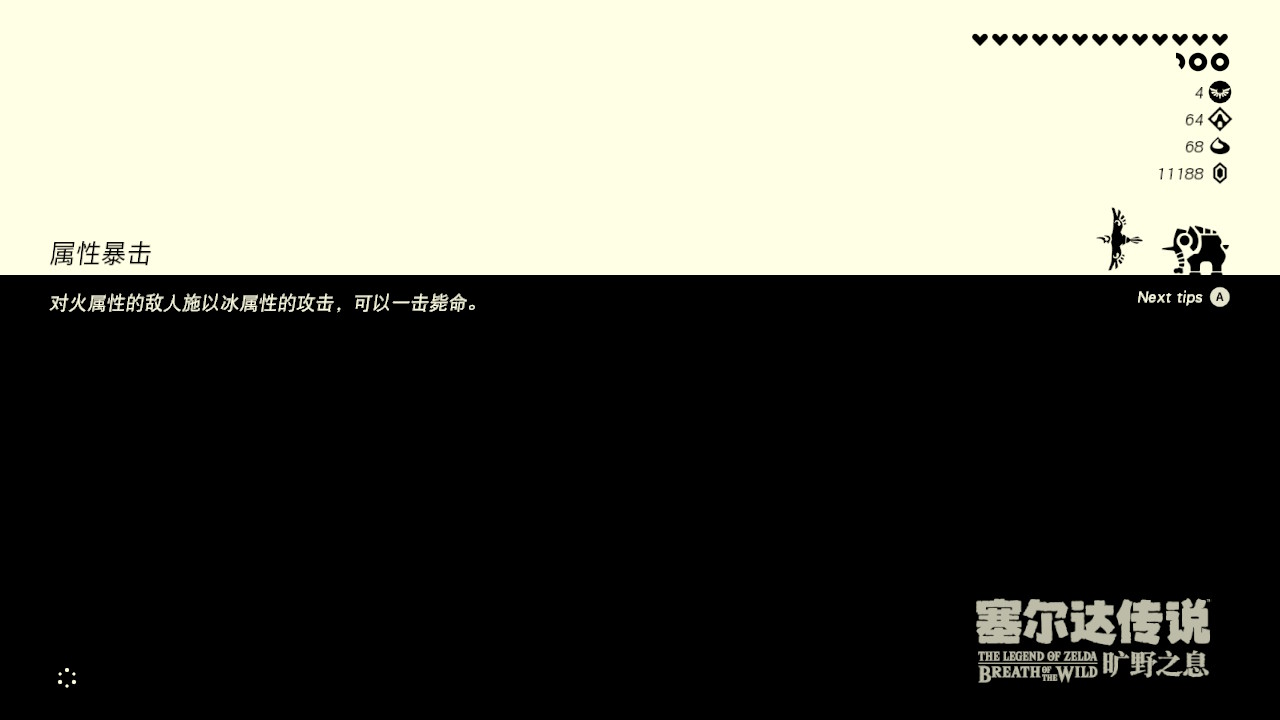 4
64
68
11188
属性暴击
对火属性的敌人施以冰属性的攻击，可以一击毙命。
Next tips A
塞尔达传说™
THE LEGEND OF ZELDA
BREATH OF THE WILD
旷野之息